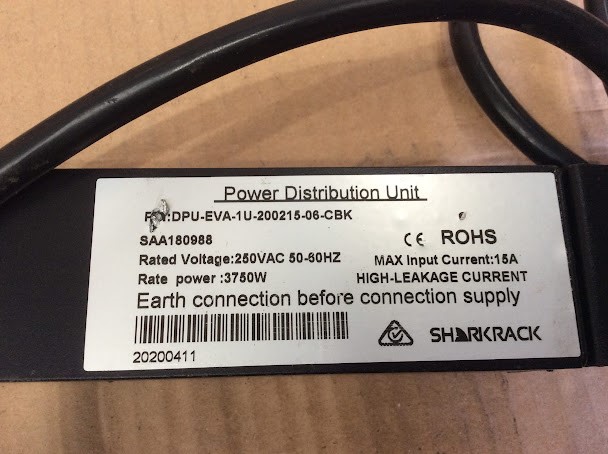 Power Distribution Unit
P/N:DPU-EVA-1U-200215-06-CBK
SAA180988
CE ROHS
Rated Voltage:250VAC 50-60HZ
MAX Input Current:15A
Rate power :3750W
HIGH-LEAKAGE CURRENT
Earth connection before connection supply
SHARKRACK
20200411